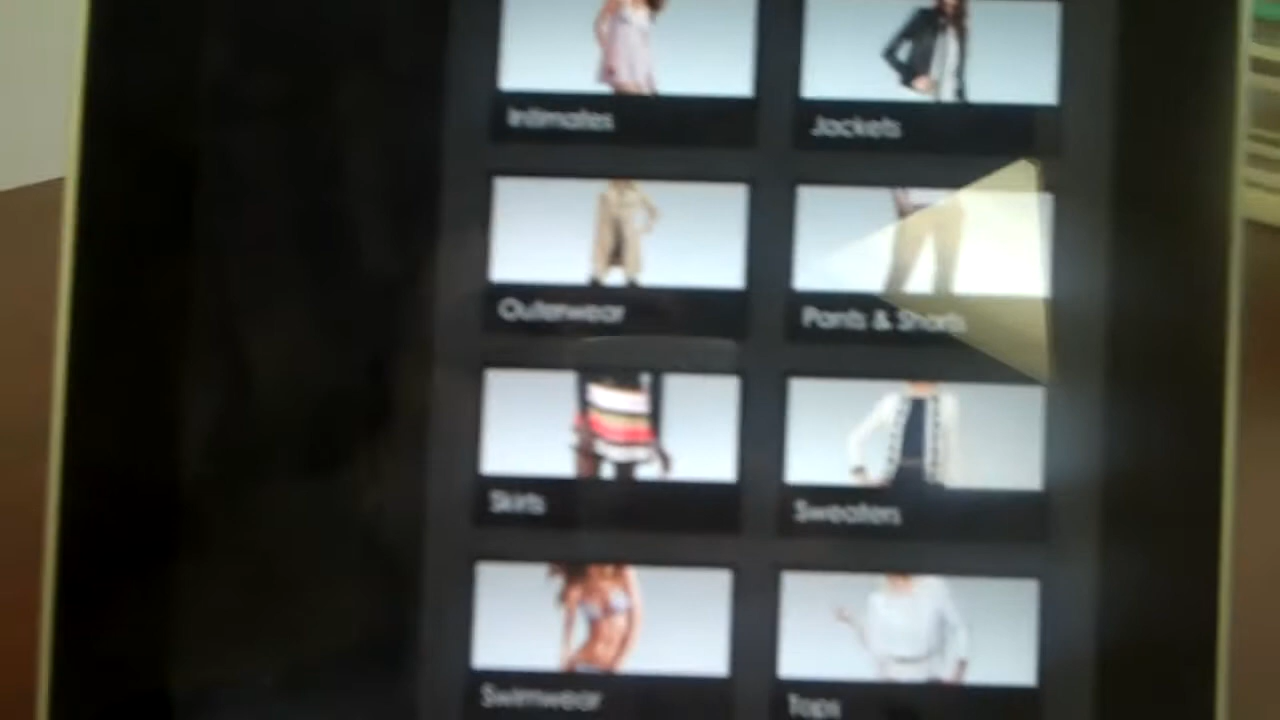 Intimates
Jackets
Outerwear
Pants & Shorts
Skirts
Sweaters
Swimwear
Tops